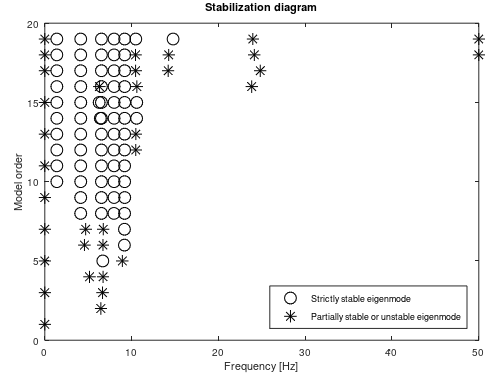 Stabilization diagram
20
15
10
5
0
Model order
0 10 20 30 40 50
Frequency [Hz]
Strictly stable eigenmode
Partially stable or unstable eigenmode